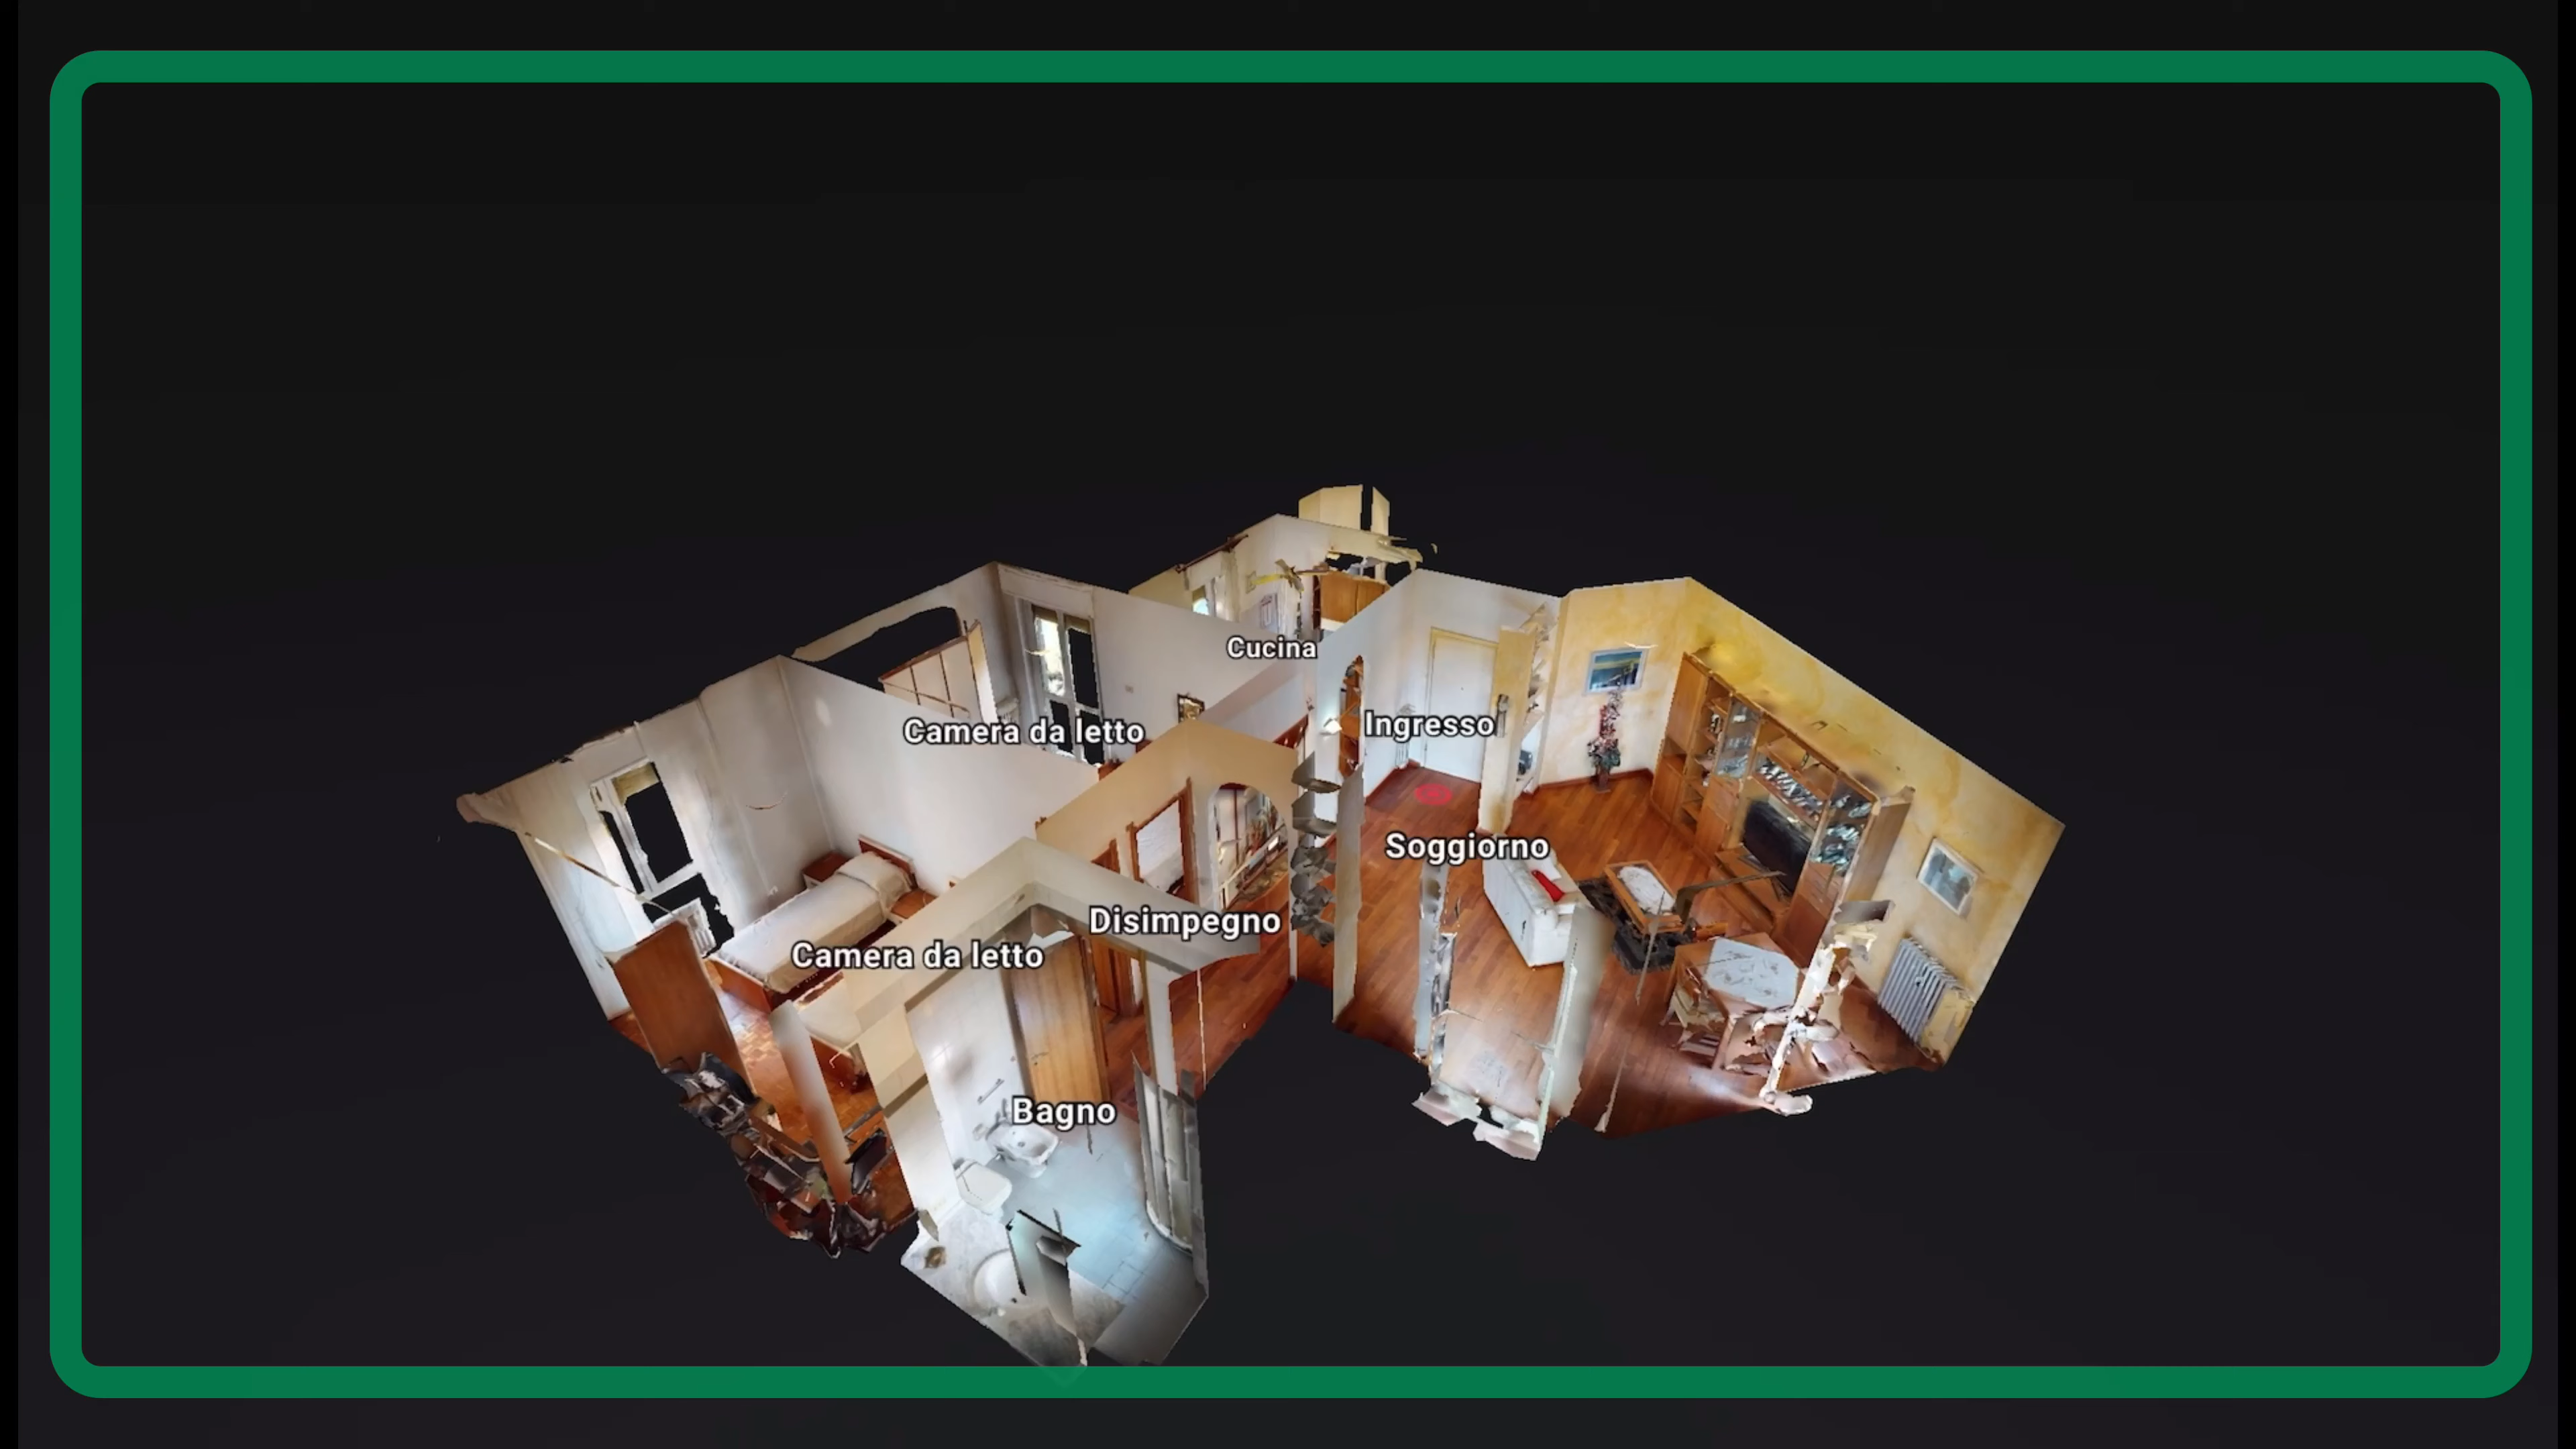 Cucina
Camera da letto
Ingresso
Soggiorno
Disimpegno
Camera da letto
Bagno